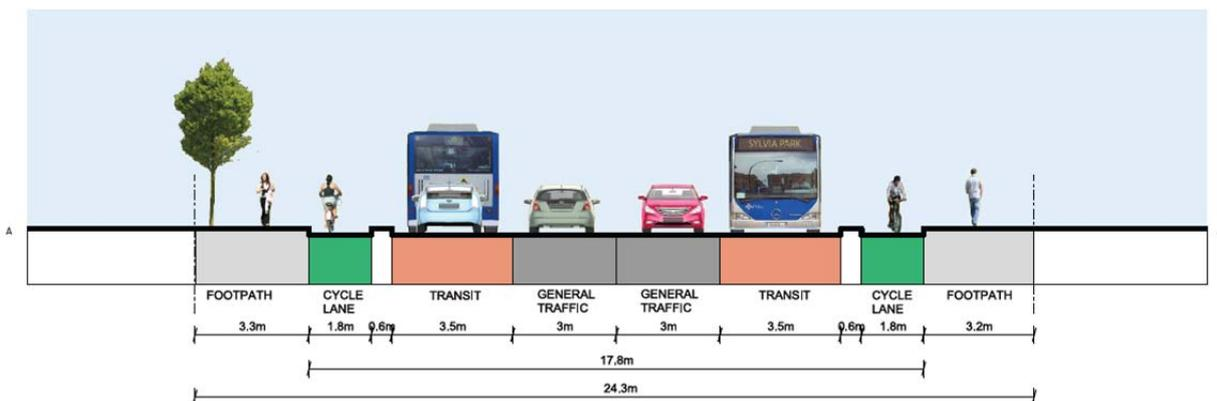 SYLVIA PARK
A
FOOTPATH
CYCLE
LANE
TRANSIT
GENERAL
TRAFFIC
GENERAL
TRAFFIC
TRANSIT
CYCLE
LANE
FOOTPATH
3.3m 1.8m 0.6m 3.5m 3m 3m 3.5m 0.6m 1.8m 3.2m
17.8m
24.3m